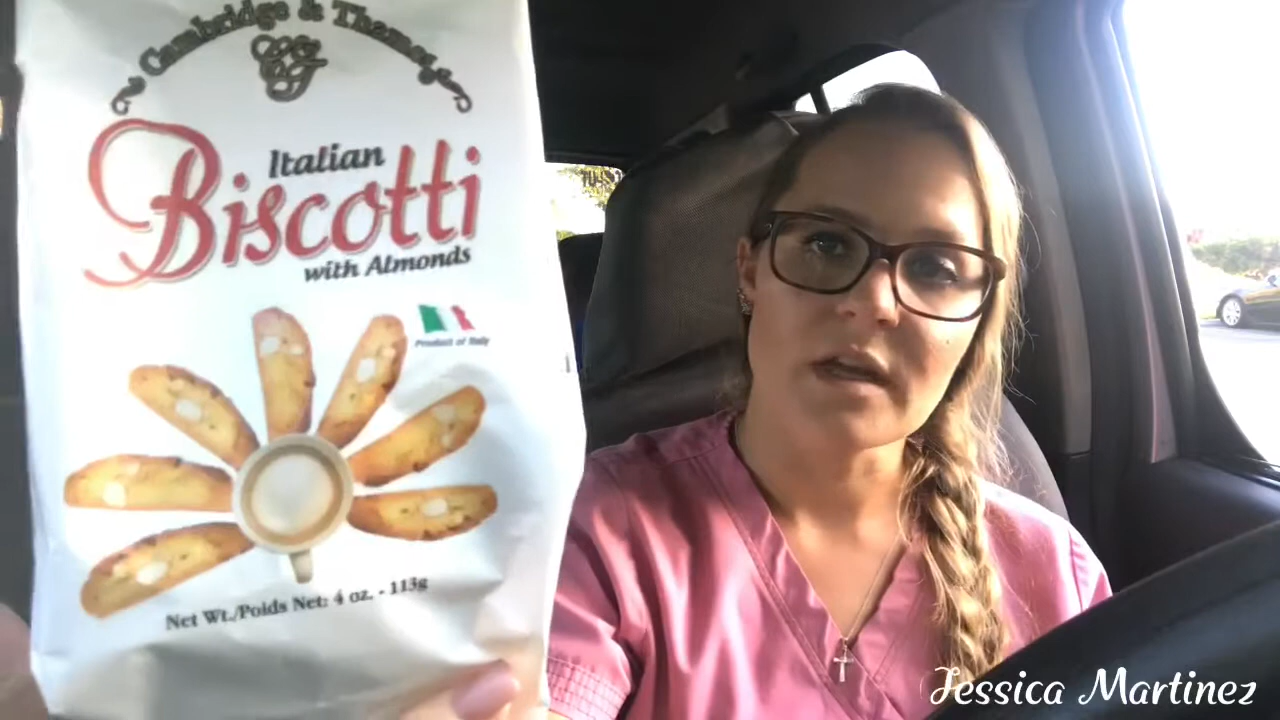 Cambridge & Thames
Italian
Biscotti
with Almonds
Product of Italy
Net Wt./Poids Net: 4 oz. - 113g
Jessica Martinez